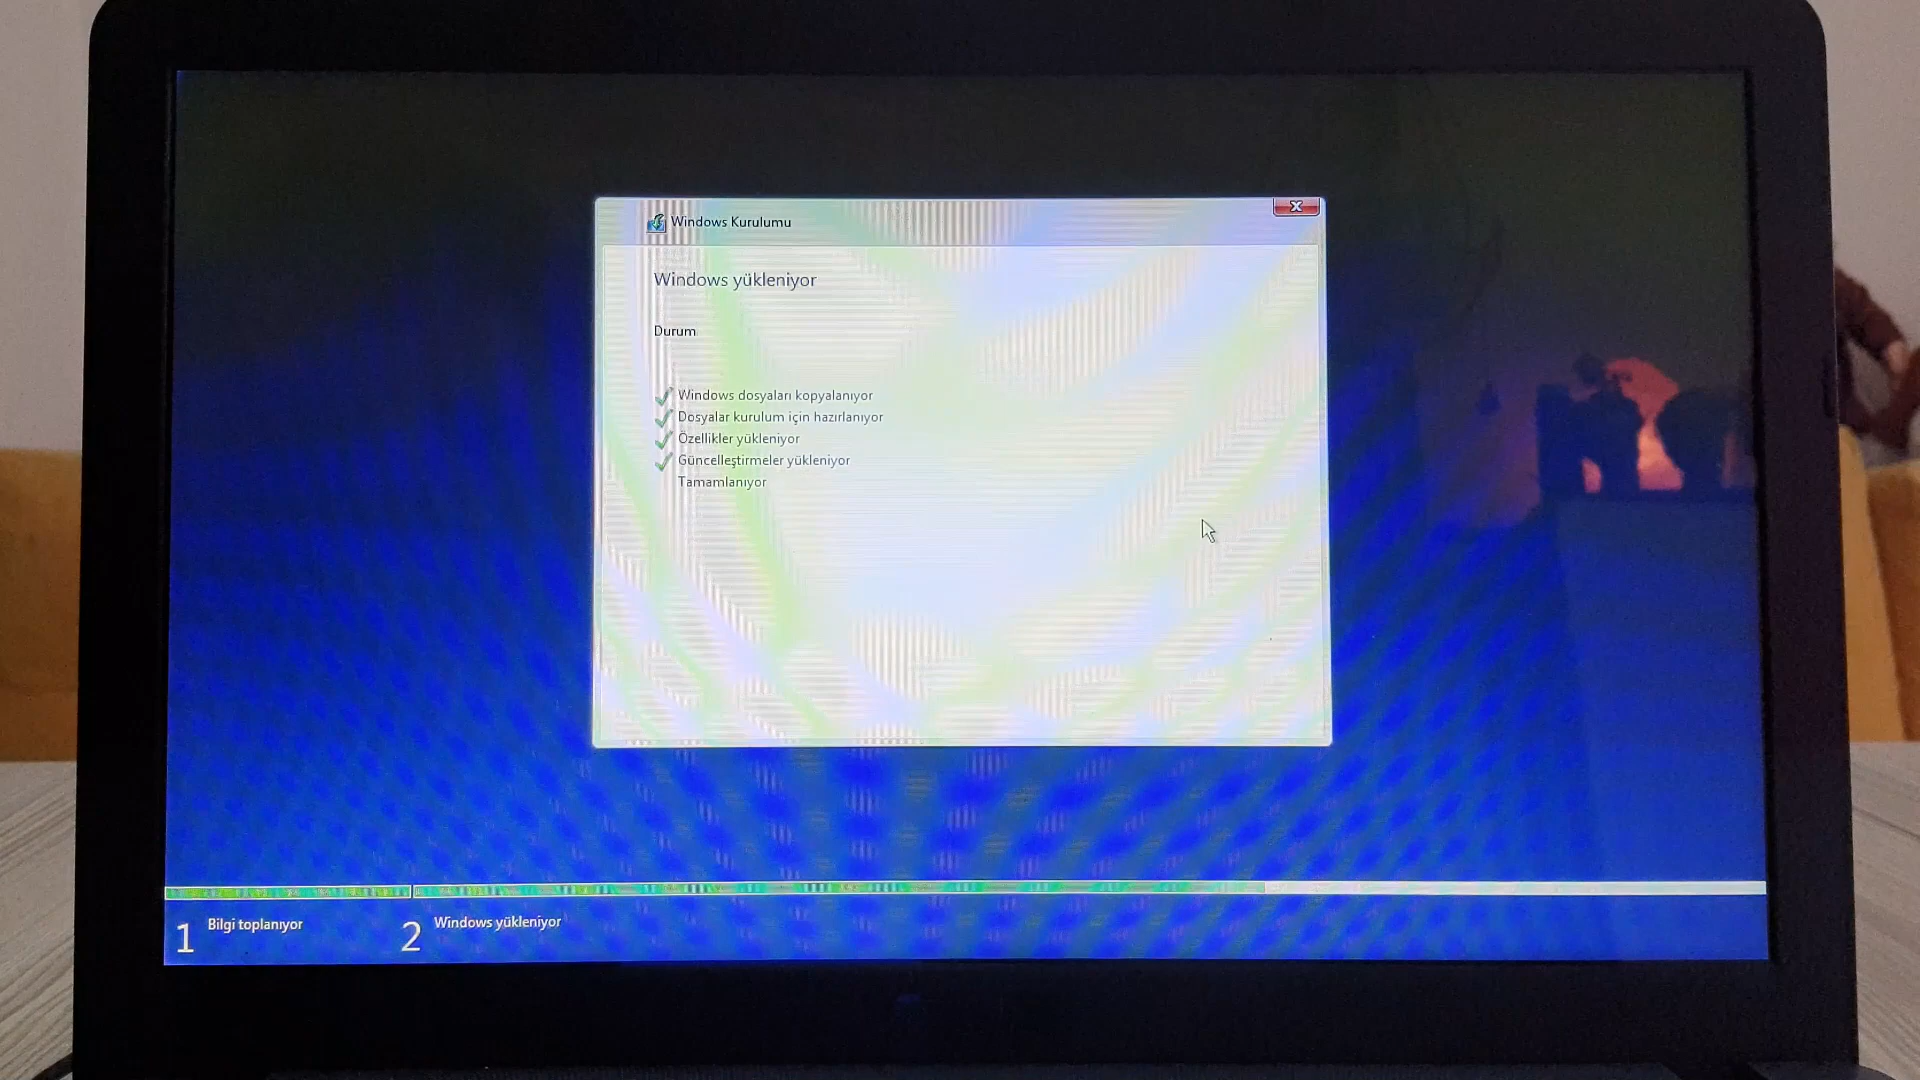 Windows Kurulumu
Windows yükleniyor
Durum
Windows dosyaları kopyalanıyor
Dosyalar kurulum için hazırlanıyor
Özellikler yükleniyor
Güncelleştirmeler yükleniyor
Tamamlanıyor
1 Bilgi toplanıyor
2 Windows yükleniyor